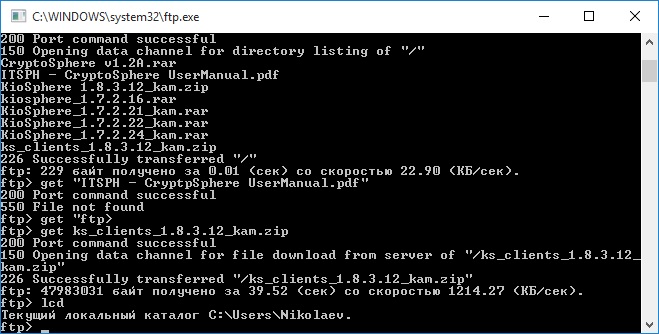 C:\WINDOWS\system32\ftp.exe
200 Port command successful
150 Opening data channel for directory listing of "/"
CryptoSphere v1.2A.rar
ITSPH - CryptoSphere UserManual.pdf
KioSphere 1.8.3.12_kam.zip
kiosphere_1.7.2.16.rar
Kiosphere_1.7.2.21_kam.rar
Kiosphere_1.7.2.22_kam.rar
Kiosphere_1.7.2.24_kam.rar
ks_clients_1.8.3.12_kam.zip
226 Successfully transferred "/"
ftp: 229 байт получено за 0.01 (сек) со скоростью 22.90 (КБ/сек).
ftp> get "ITSPH - CryptpSphere UserManual.pdf"
200 Port command successful
550 File not found
ftp> get "ftp>
ftp> get ks_clients_1.8.3.12_kam.zip
200 Port command successful
150 Opening data channel for file download from server of "/ks_clients_1.8.3.12_
kam.zip"
226 Successfully transferred "/ks_clients_1.8.3.12_kam.zip"
ftp: 47983031 байт получено за 39.52 (сек) со скоростью 1214.27 (КБ/сек).
ftp> lcd
Текущий локальный каталог C:\Users\Nikolaev.
ftp>